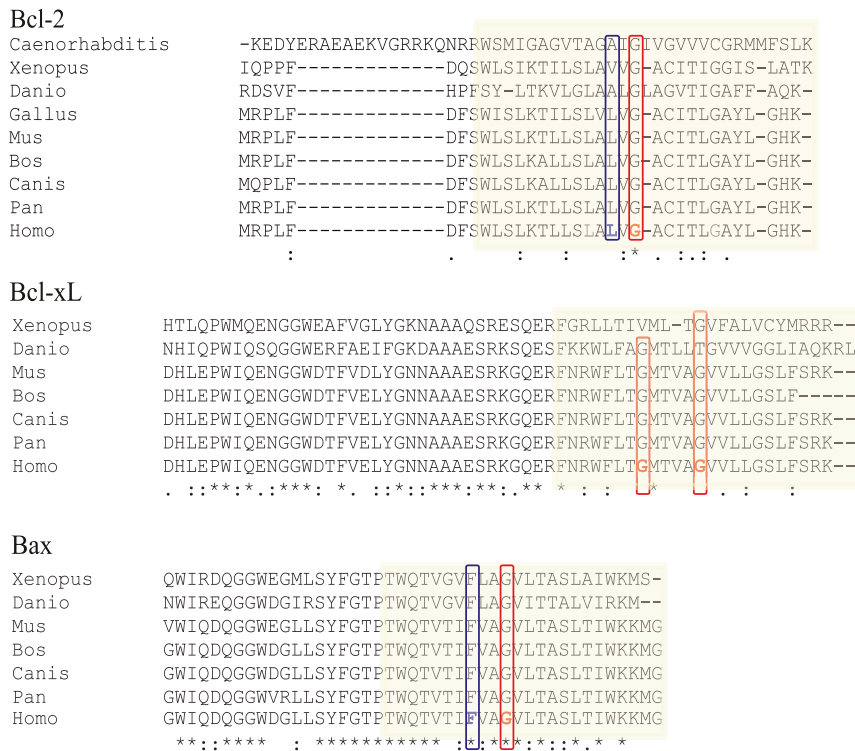 Bcl-2
Caenorhabditis -KEDYERAEAEKVGRRKQNRRWSMIGAGVTAGAIGIVGVVVCGRMMFSLK
Xenopus IQPPF-------------DQSWLSIKTILSLAVVG-ACITIGGIS-LATK
Danio RDSVF-------------HPFSY-LTKVLGLAALGLAGVTIGAFF-AQK-
Gallus MRPLF-------------DFSWISLKTILSLVLVG-ACITLGAYL-GHK-
Mus MRPLF-------------DFSWLSLKTLLSLALVG-ACITLGAYL-GHK-
Bos MRPLF-------------DFSWLSLKALLSLALVG-ACITLGAYL-GHK-
Canis MQPLF-------------DFSWLSLKALLSLALVG-ACITLGAYL-GHK-
Pan MRPLF-------------DFSWLSLKTLLSLALVG-ACITLGAYL-GHK-
Homo MRPLF-------------DFSWLSLKTLLSLALVG-ACITLGAYL-GHK-
: . : : :* : : .
Bcl-xL
Xenopus HTLQPWMQENGGWEAFVGLYGKNAAAQSRESQERFGRLLTIVML-TGVFALVCYMRRR--
Danio NHIQPWIQSQGGWERFAEIFGKDAAAESRKSQESFKKWLFAGMTLLTGVVVGGLIAQKRL
Mus DHLEPWIQENGGWDTFVDLYGNNAAAESRKGQERFNRWFLTGMTVAGVVLLGSLFSRK--
Bos DHLEPWIQENGGWDTFVELYGNNAAAESRKGQERFNRWFLTGMTVAGVVLLGSLF-----
Canis DHLEPWIQENGGWDTFVELYGNNAAAESRKGQERFNRWFLTGMTVAGVVLLGSLFSRK--
Pan DHLEPWIQENGGWDTFVELYGNNAAAESRKGQERFNRWFLTGMTVAGVVLLGSLFSRK--
Homo DHLEPWIQENGGWDTFVELYGNNAAAESRKGQERFNRWFLTGMTVAGVVLLGSLFSRK--
. ::**:*.:*** *. ::*::***:**:.** * : : * . :
Bax
Xenopus QWIRDQGGWEGMLSYFGTPTWQTVGVFLAGVLTASLAIWKMS-
Danio NWIREQGGWDGIRSYFGTPTWQTVGVFLAGVITTALVIRKM--
Mus VWIQDQGGWEGLLSYFGTPTWQTVTIFVAGVLTASLTIWKKMG
Bos GWIQDQGGWDGLLSYFGTPTWQTVTIFVAGVLTASLTIWKKMG
Canis GWIQDQGGWDGLLSYFGTPTWQTVTIFVAGVLTASLTIWKKMG
Pan GWIQDQGGWVRLLSYFGTPTWQTVTIFVAGVLTASLTIWKKMG
Homo GWIQDQGGWDGLLSYFGTPTWQTVTIFVAGVLTASLTIWKKMG
**::**** : *********** :*:***:*::*.* *